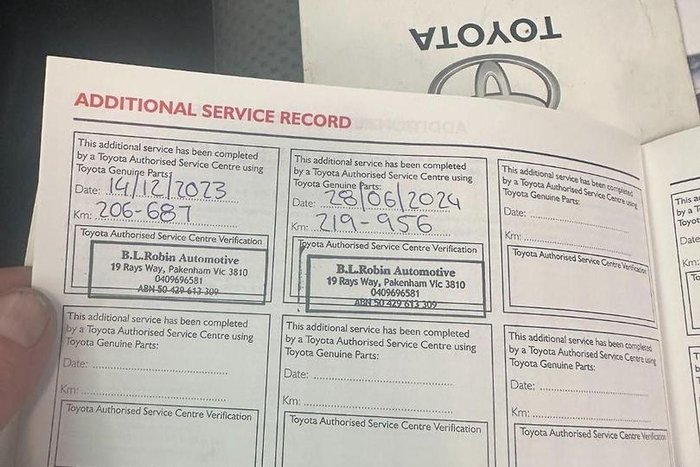 TOYOTA
ADDITIONAL SERVICE RECORD
This additional service has been completed
by a Toyota Authorised Service Centre using
Toyota Genuine Parts:
Date: 14/12/2023
Km: 206-687
Toyota Authorised Service Centre Verification
B.L.Robin Automotive
19 Rays Way, Pakenham Vic 3810
0409696581
ABN 50 429 613 309
This additional service has been completed
by a Toyota Authorised Service Centre using
Toyota Genuine Parts:
Date: 28/06/2024
Km: 219-956
Toyota Authorised Service Centre Verification
B.L.Robin Automotive
19 Rays Way, Pakenham Vic 3810
0409696581
ABN 50 429 613 309
This additional service has been completed
by a Toyota Authorised Service Centre using
Toyota Genuine Parts:
Date:
Km:
Toyota Authorised Service Centre Verification
This additional service has been completed
by a Toyota Authorised Service Centre using
Toyota Genuine Parts:
Date:
Km:
Toyota Authorised Service Centre Verification
This additional service has been completed
by a Toyota Authorised Service Centre using
Toyota Genuine Parts:
Date:
Km:
Toyota Authorised Service Centre Verification
This additional service has been completed
by a Toyota Authorised Service Centre using
Toyota Genuine Parts:
Date:
Km:
Toyota Authorised Service Centre Verification
This
by a
Date:
Km: